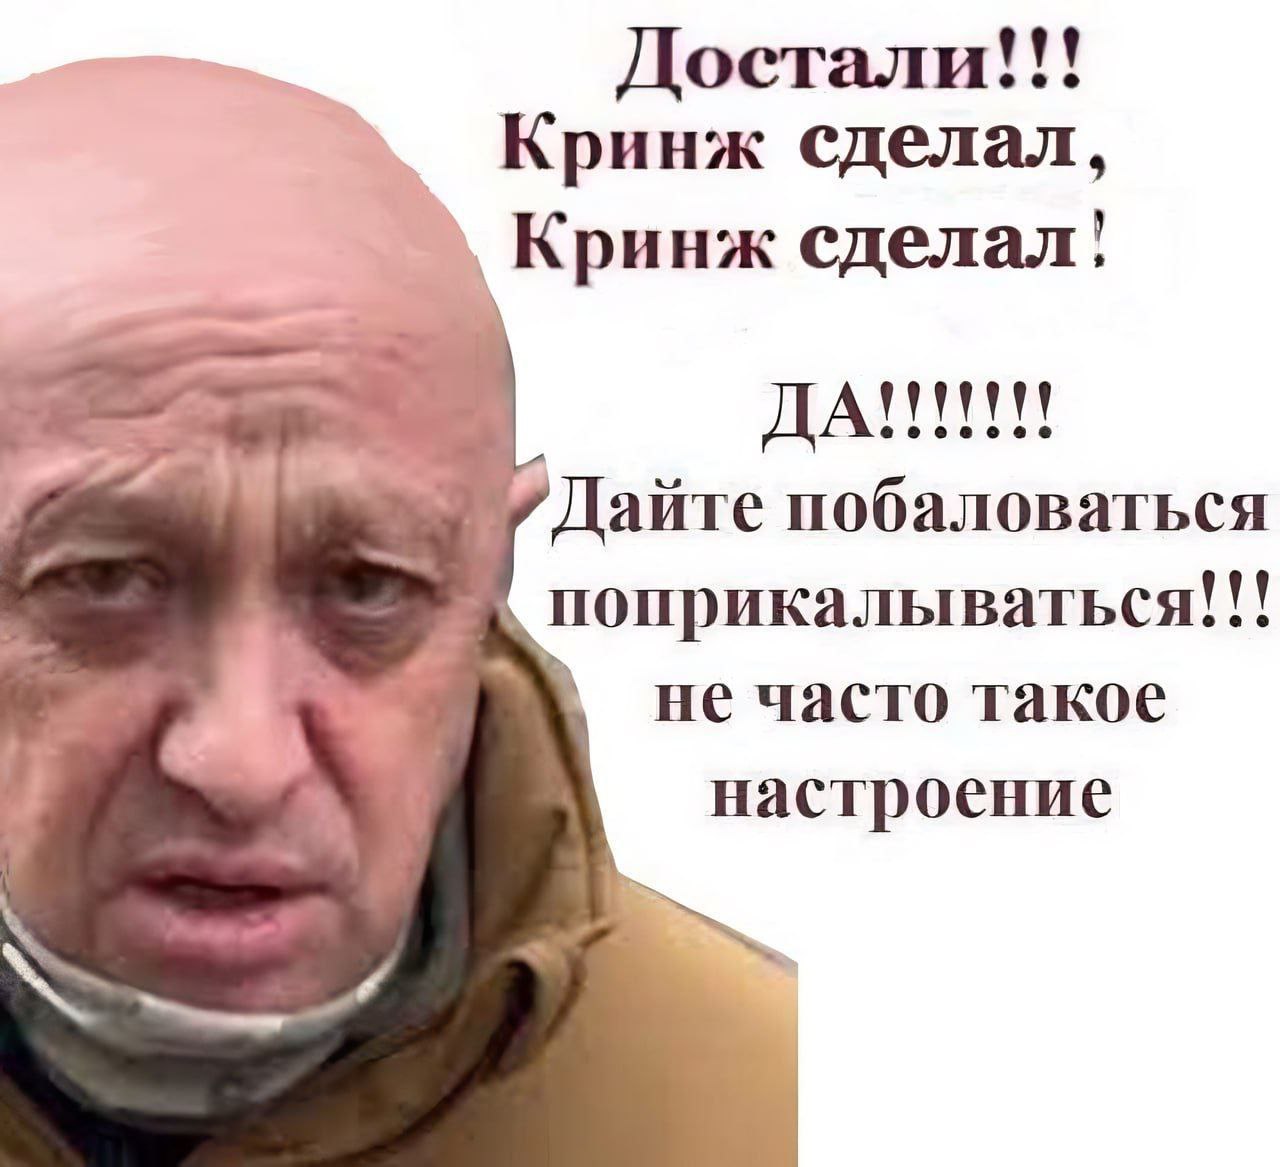 Достали!!!
Кринж сделал,
Кринж сделал!
ДА!!!!!!!
Дайте побаловаться
поприкалываться!!!
не часто такое
настроение